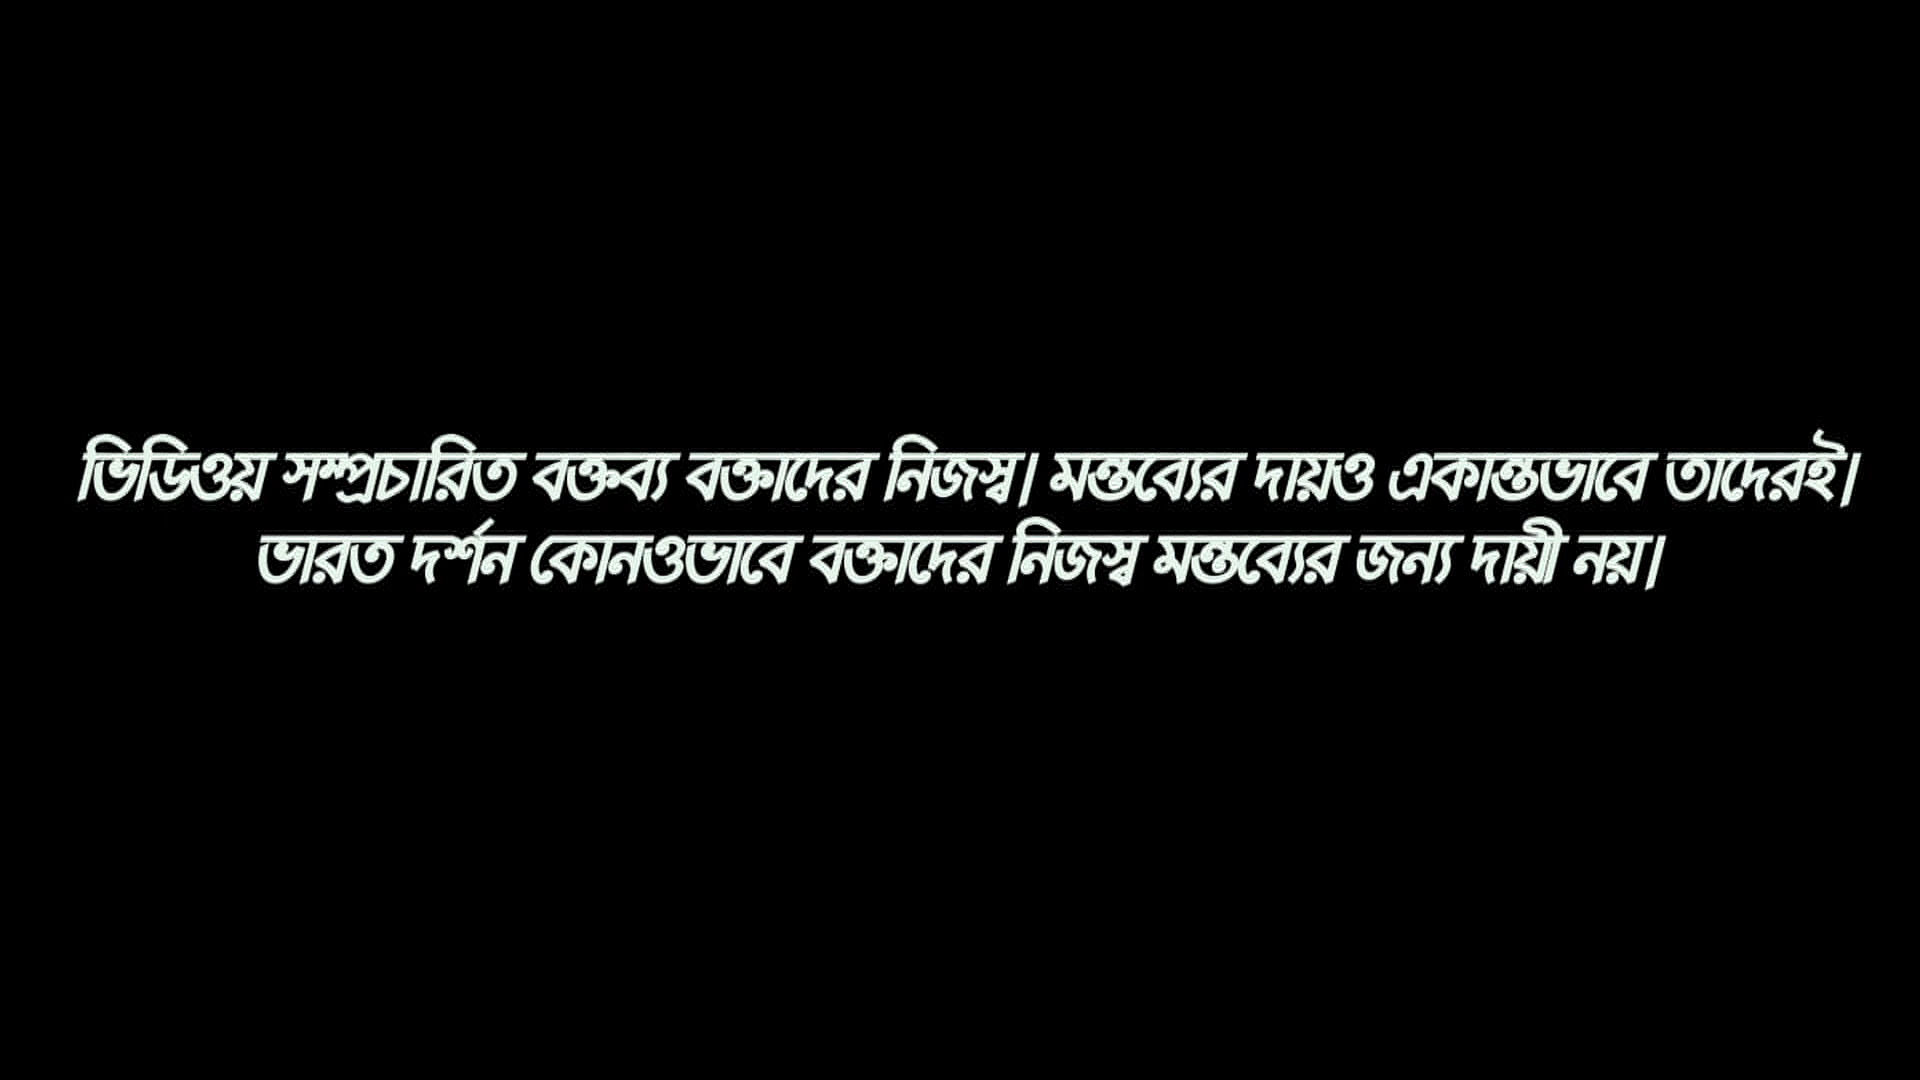 ভিডিওয় সম্প্রচারিত বক্তব্য বক্তাদের নিজস্ব। মন্তব্যের দায়ও একান্তভাবে তাদেরই।
ভারত দর্শন কোনওভাবে বক্তাদের নিজস্ব মন্তব্যের জন্য দায়ী নয়।